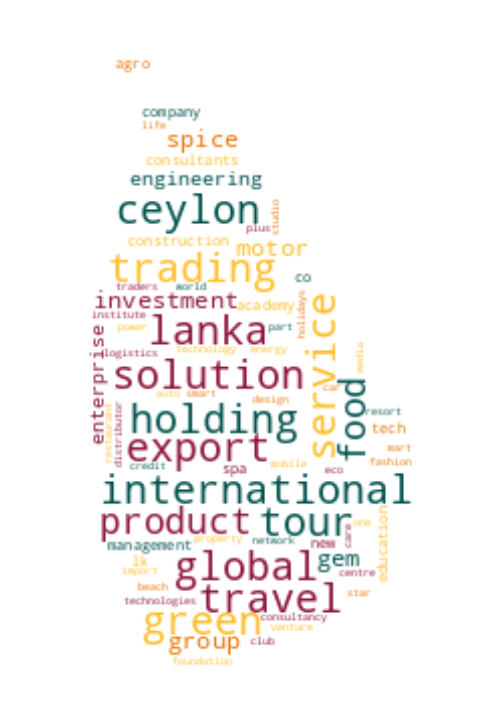 agro
company
life
spice
consultants
engineering
ceylon
studio
plus
construction
motor
trading
co
traders
world
investment
academy
holidays
service
institute
power
lanka
part
enterprise
logistics
technology
energy
media
solution
car
food
auto
smart
design
restaurant
distributor
holding
resort
tech
export
mart
fashion
credit
spa
mobile
eco
international
product
tour
one
care
education
management
property
network
new
lk
import
global
gem
centre
beach
travel
star
technologies
green
consultancy
venture
group
club
foundation